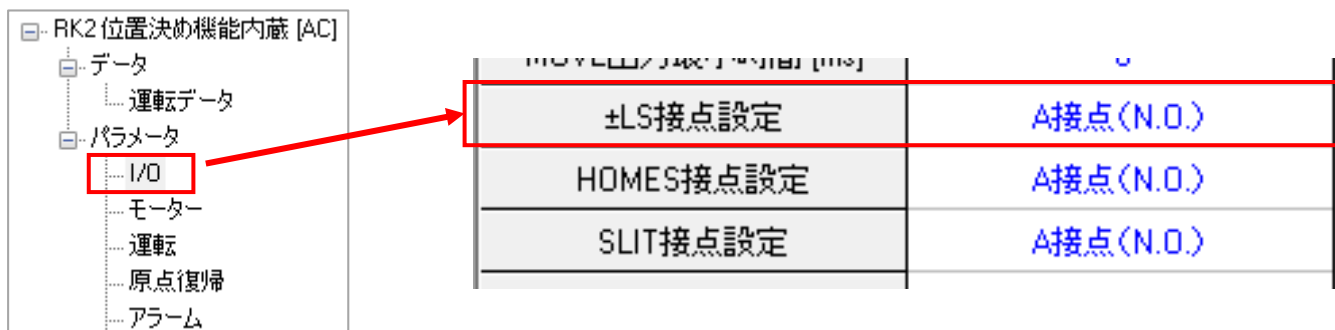 RK2位置決め機能内蔵 [AC]
データ
運転データ
パラメータ
I/O
モーター
運転
原点復帰
アラーム
±LS接点設定 A接点(N.O.)
HOMES接点設定 A接点(N.O.)
SLIT接点設定 A接点(N.O.)